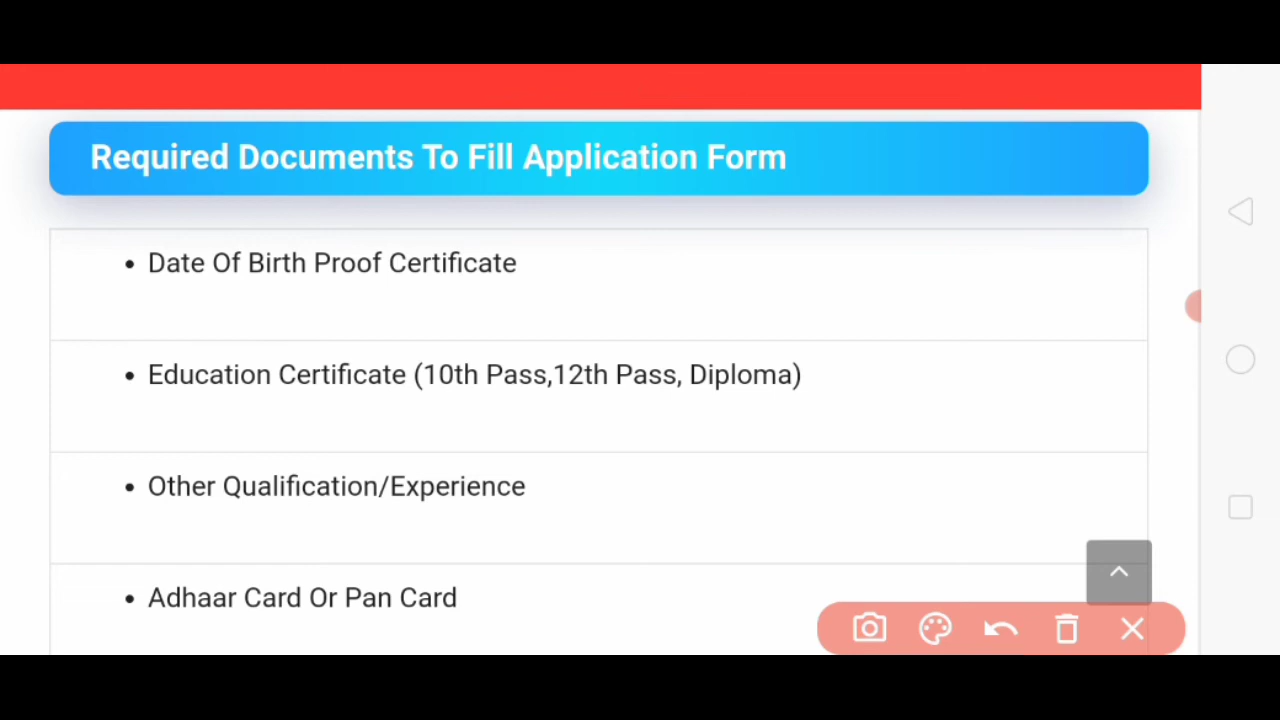 Required Documents To Fill Application Form
• Date Of Birth Proof Certificate
• Education Certificate (10th Pass,12th Pass, Diploma)
• Other Qualification/Experience
• Adhaar Card Or Pan Card